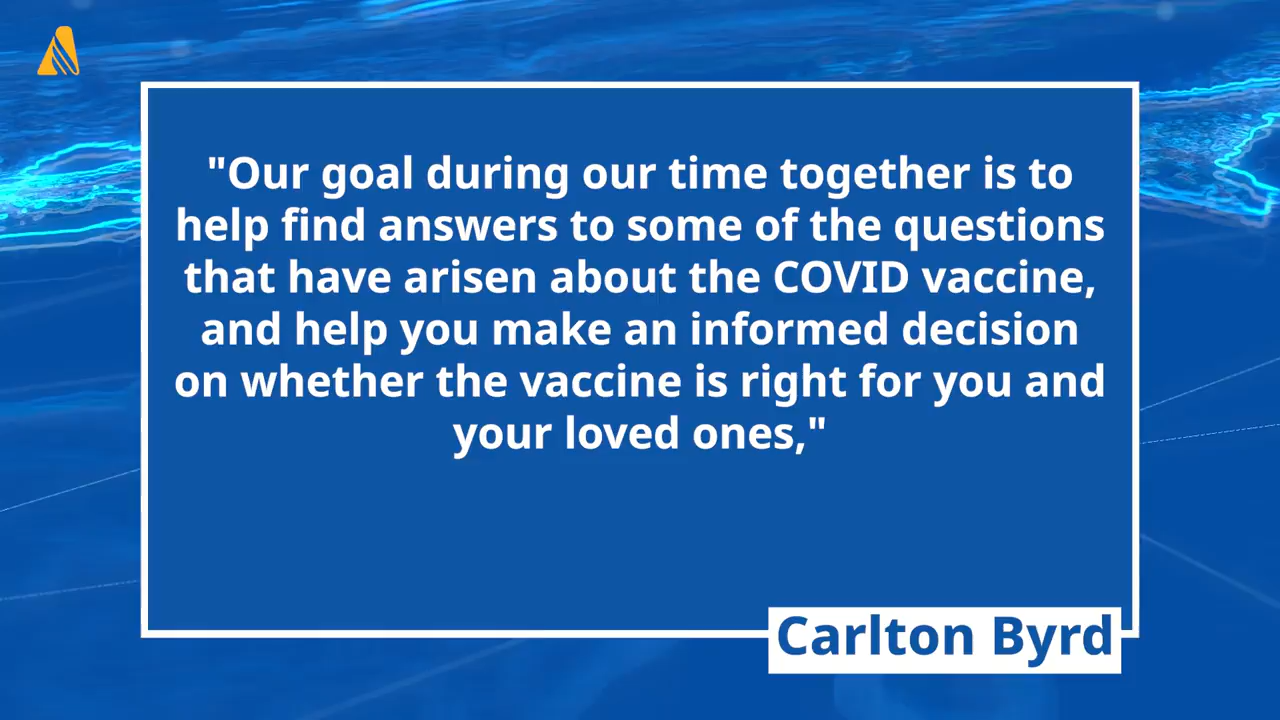 "Our goal during our time together is to
help find answers to some of the questions
that have arisen about the COVID vaccine,
and help you make an informed decision
on whether the vaccine is right for you and
your loved ones,"
Carlton Byrd